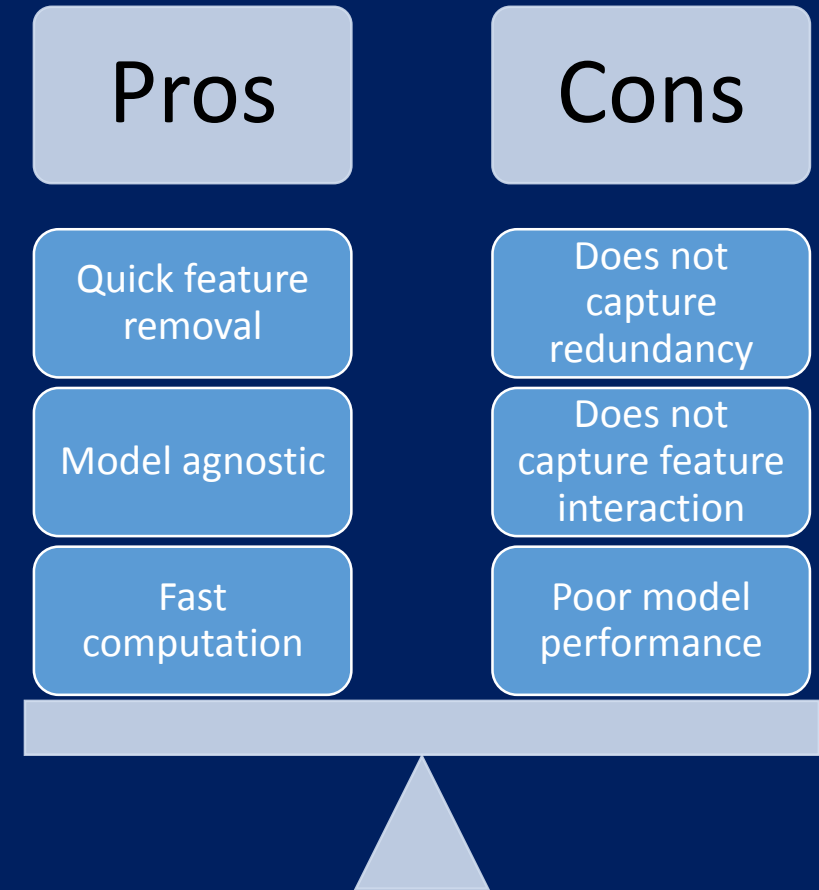 Pros
Quick feature
removal
Model agnostic
Fast
computation
Cons
Does not
capture
redundancy
Does not
capture feature
interaction
Poor model
performance